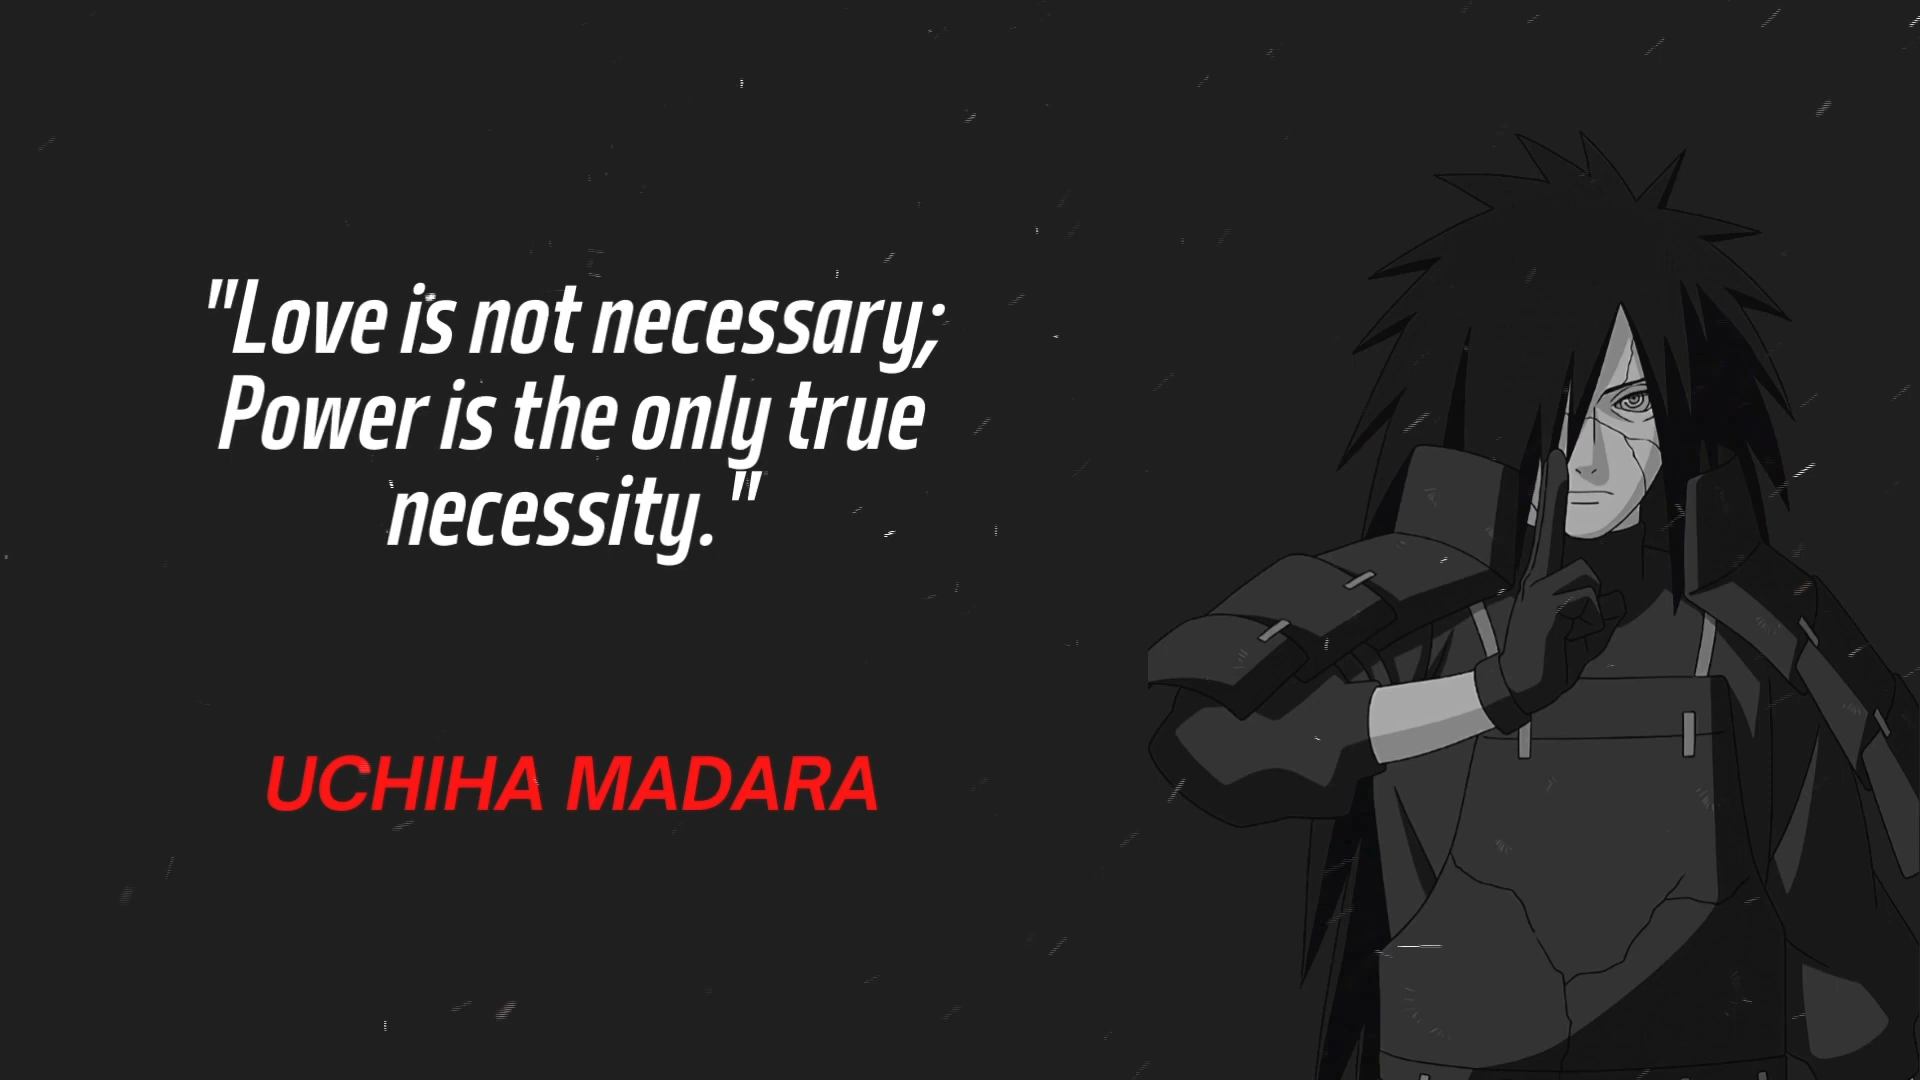 "Love is not necessary;
Power is the only true
necessity."
UCHIHA MADARA